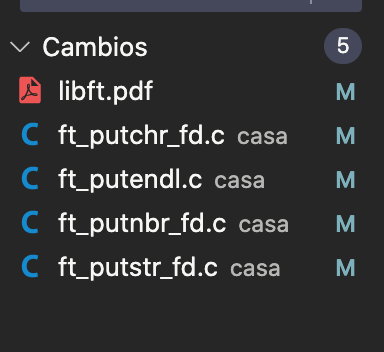 Cambios 5
libft.pdf M
ft_putchr_fd.c casa M
ft_putendl.c casa M
ft_putnbr_fd.c casa M
ft_putstr_fd.c casa M